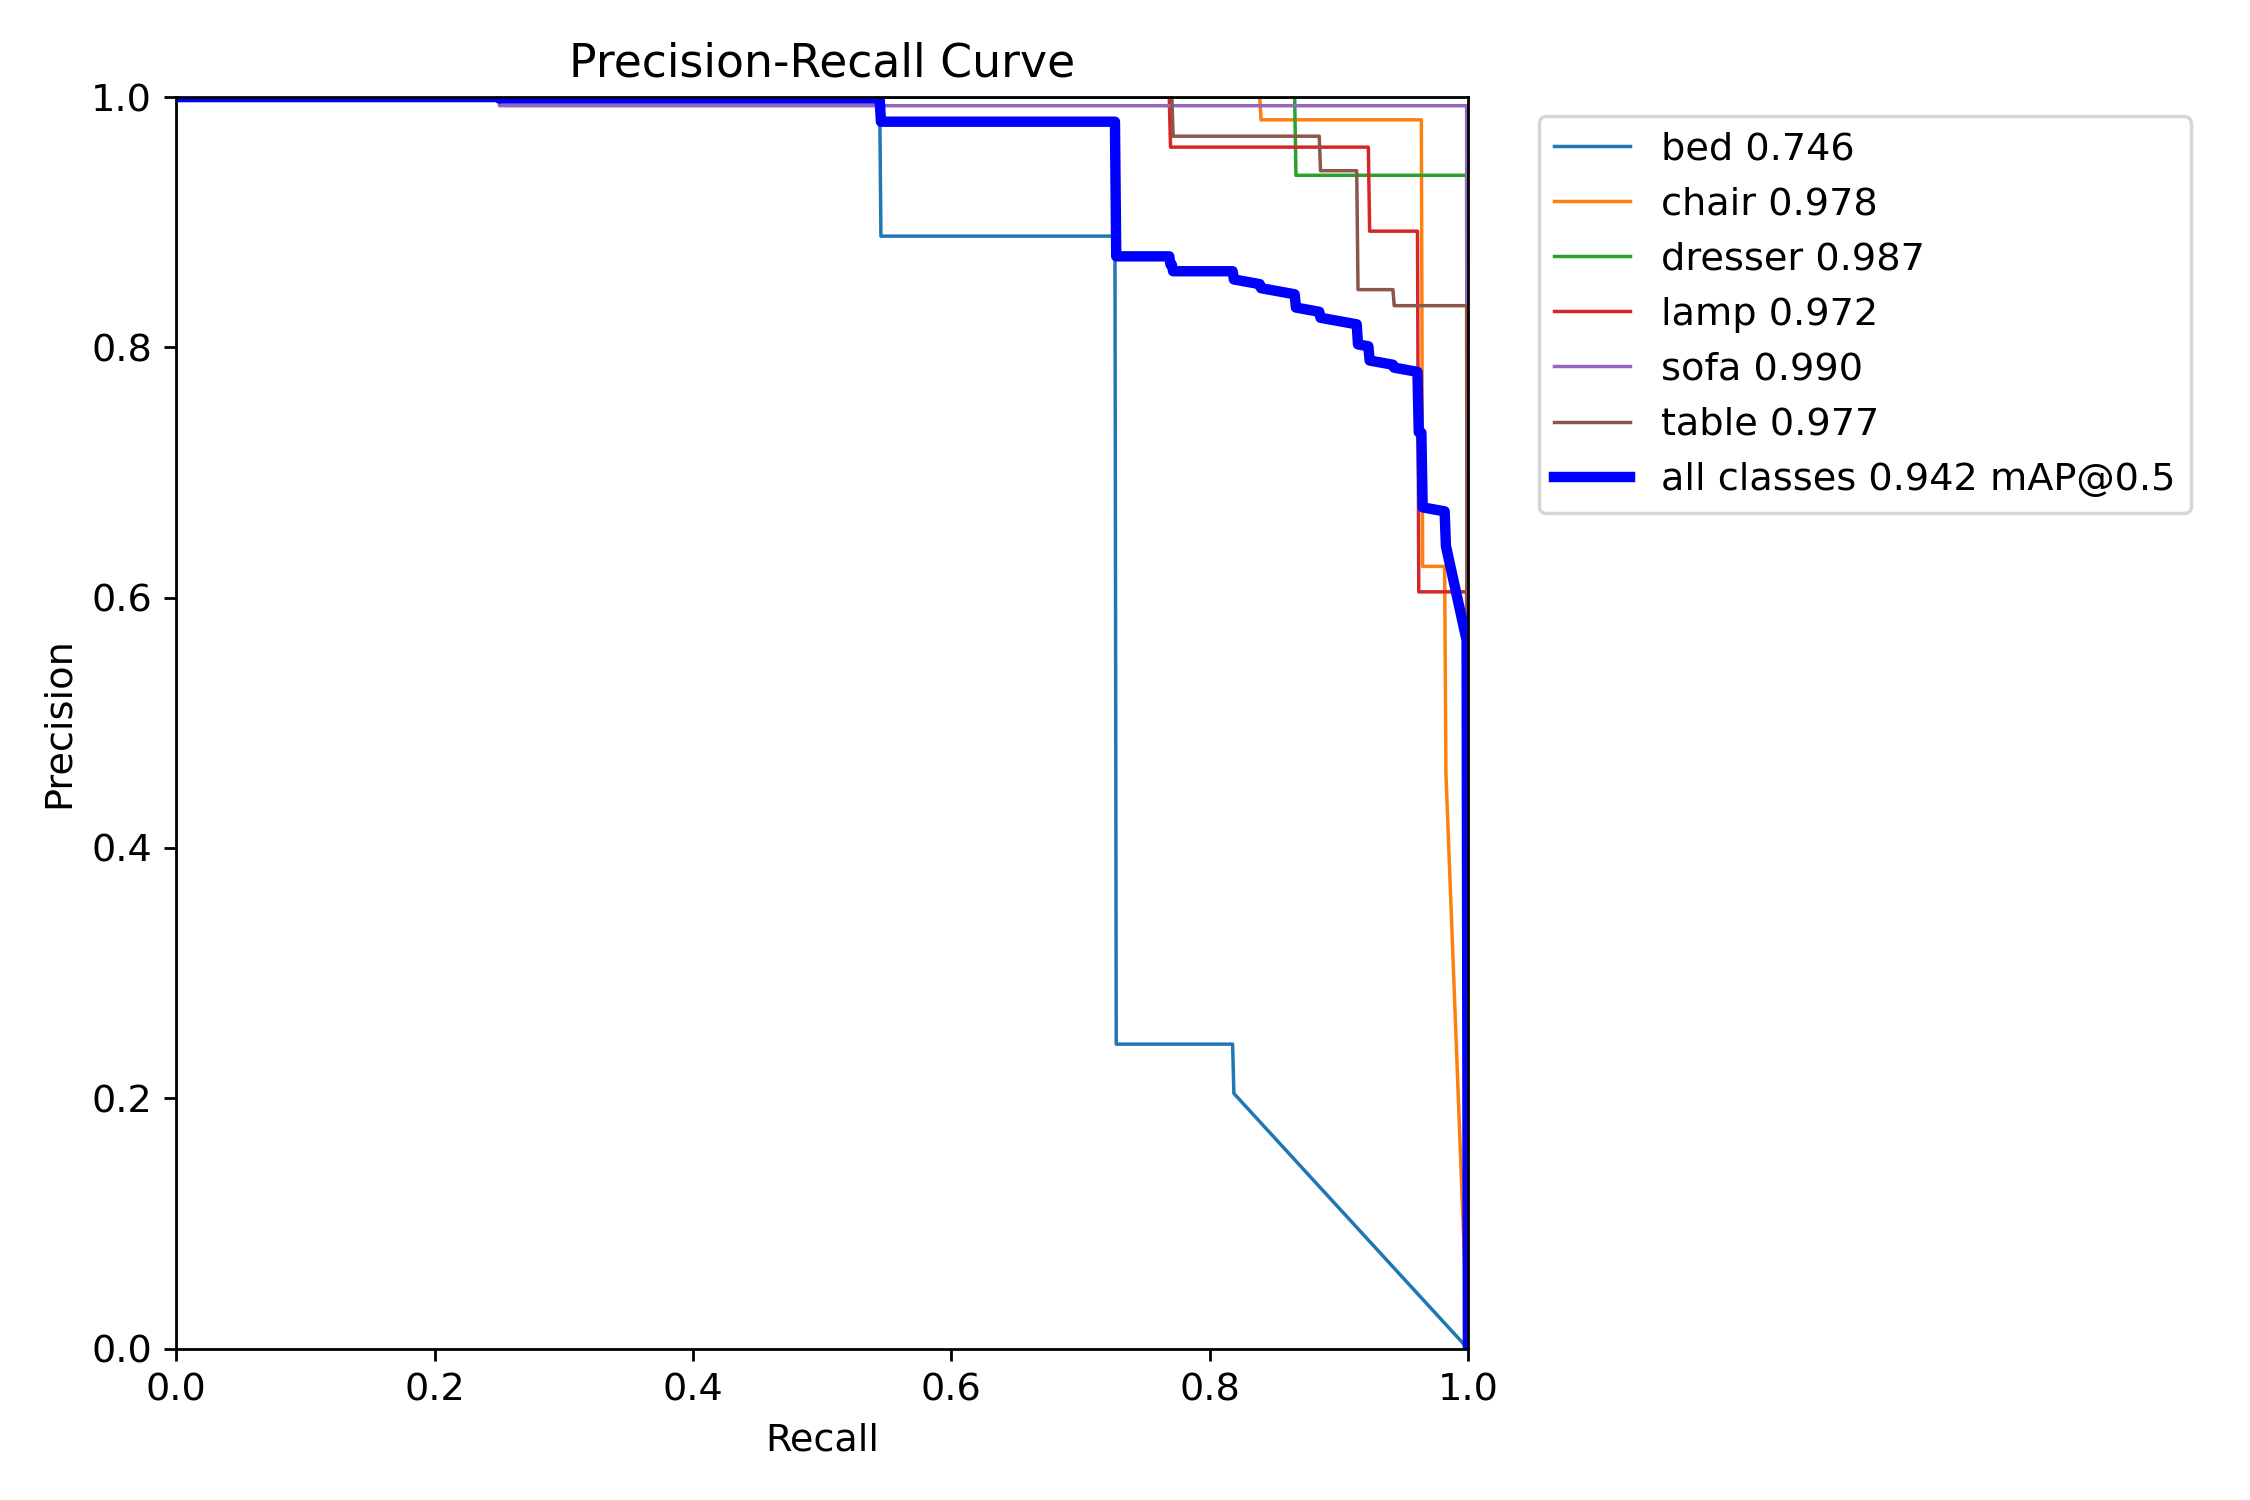 Precision-Recall Curve
1.0
0.8
0.6
0.4
0.2
0.0
Precision
0.0 0.2 0.4 0.6 0.8 1.0
Recall
bed 0.746
chair 0.978
dresser 0.987
lamp 0.972
sofa 0.990
table 0.977
all classes 0.942 mAP@0.5